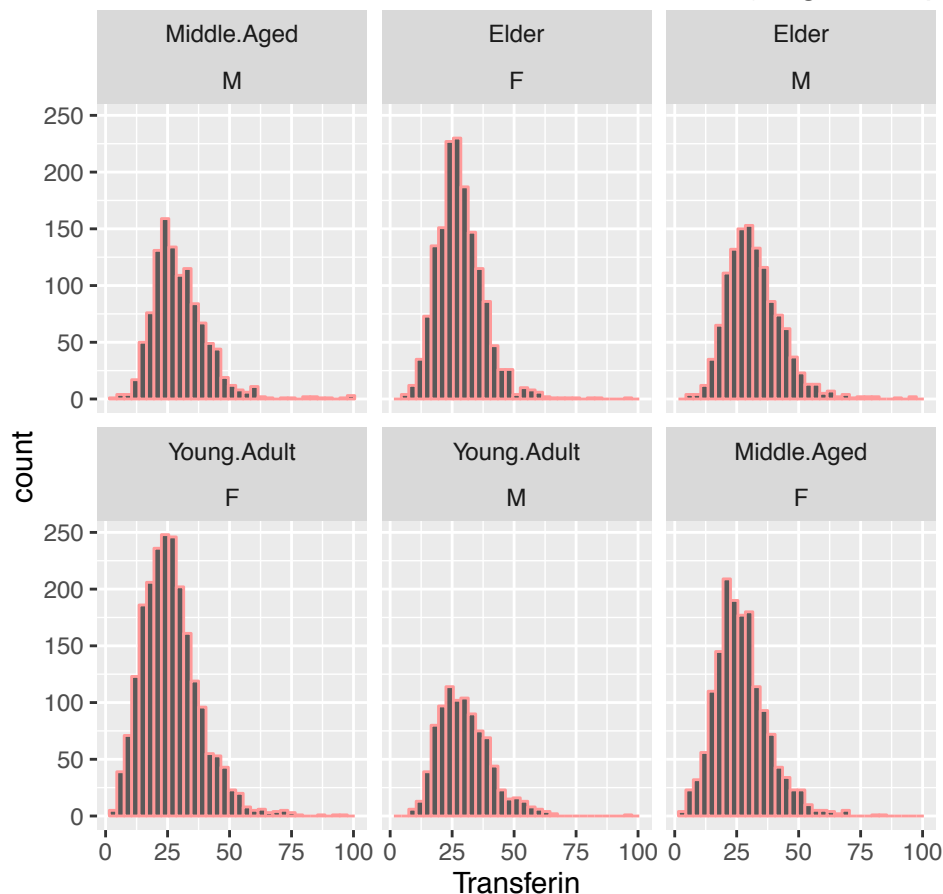 Middle.Aged Elder Elder
M F M
250
200
150
100
50
0
Young.Adult Young.Adult Middle.Aged
F M F
count
250
200
150
100
50
0
0 25 50 75 100 0 25 50 75 100 0 25 50 75 100
Transferin